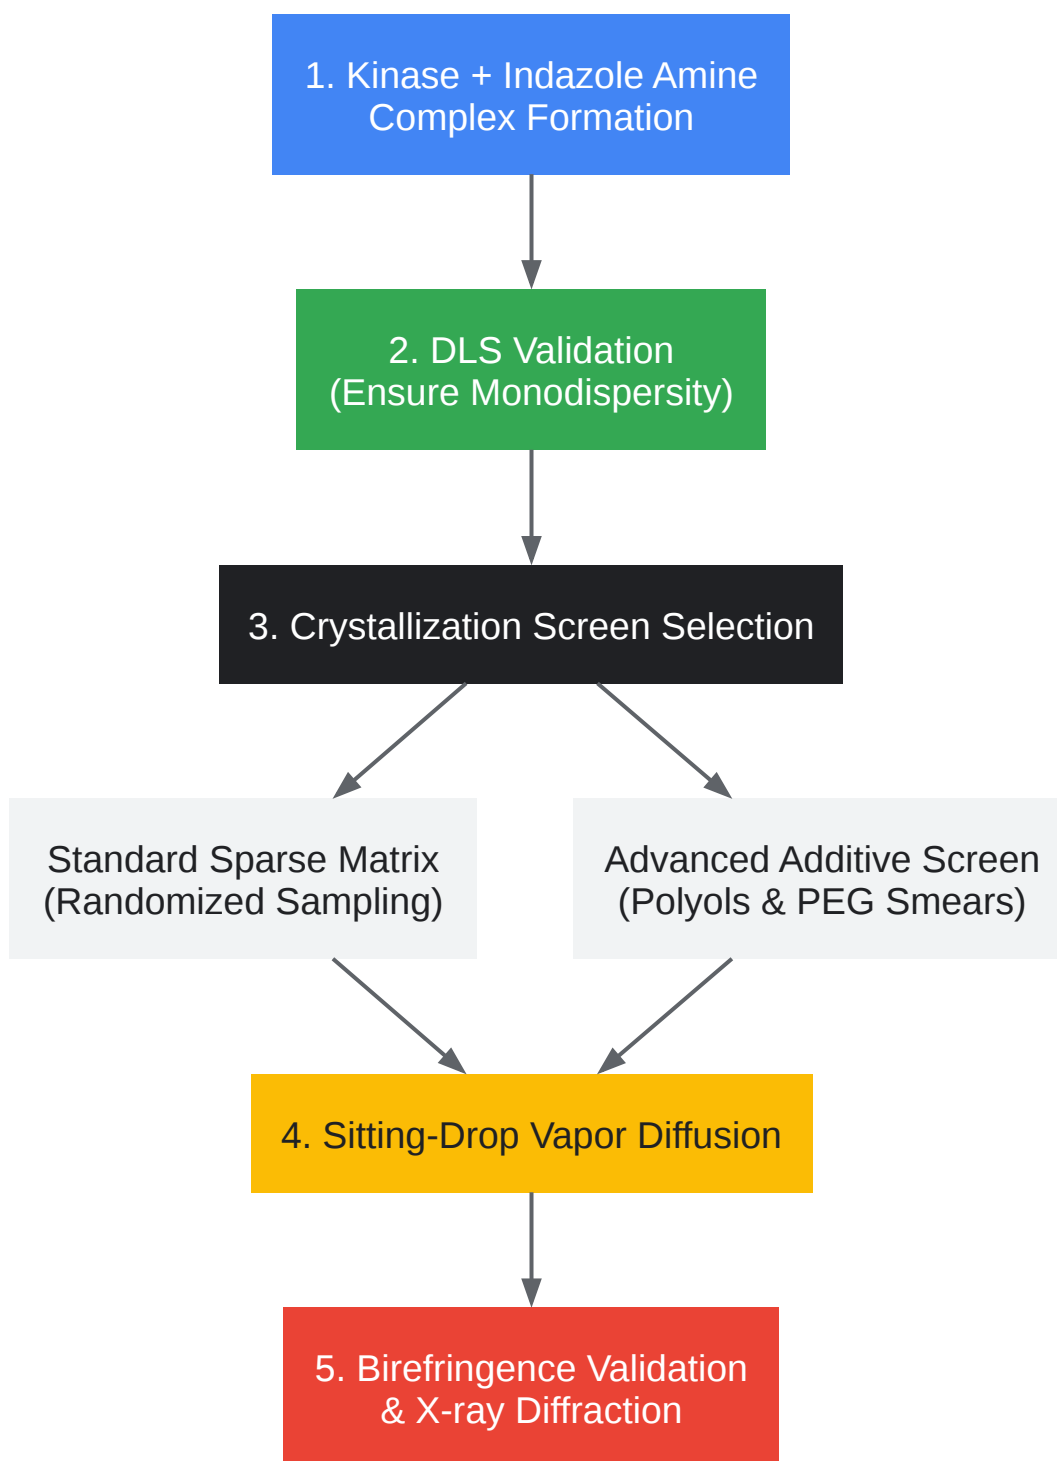 1. Kinase + Indazole Amine
Complex Formation
2. DLS Validation
(Ensure Monodispersity)
3. Crystallization Screen Selection
Standard Sparse Matrix
(Randomized Sampling)
Advanced Additive Screen
(Polyols & PEG Smears)
4. Sitting-Drop Vapor Diffusion
5. Birefringence Validation
& X-ray Diffraction